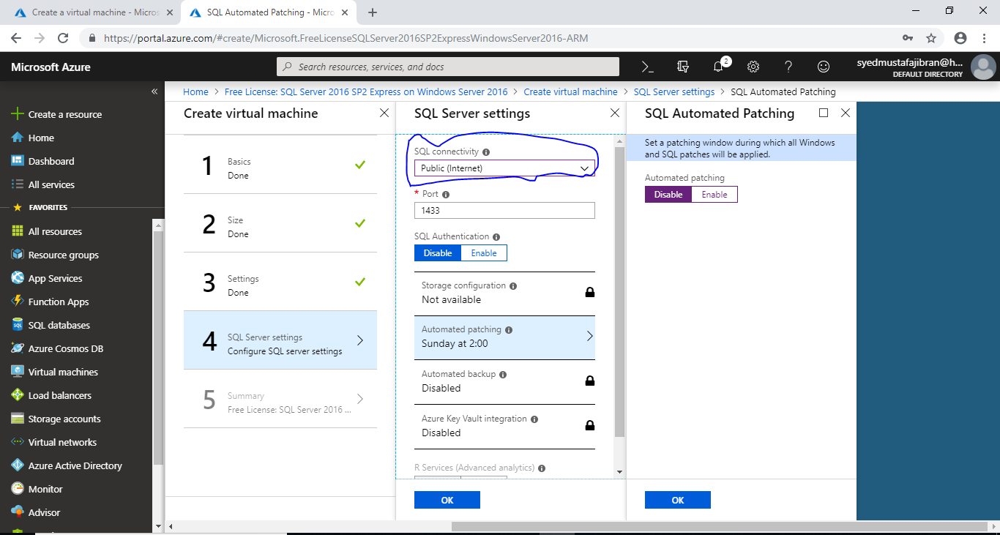 Create a virtual machine - Micros
SQL Automated Patching - Micro
https://portal.azure.com/#create/Microsoft.FreeLicenseSQLServer2016SP2ExpressWindowsServer2016-ARM
Microsoft Azure
Search resources, services, and docs
2
syedmustafajibran@h...
DEFAULT DIRECTORY
Home > Free License: SQL Server 2016 SP2 Express on Windows Server 2016 > Create virtual machine > SQL Server settings > SQL Automated Patching
Create a resource
Home
Dashboard
All services
FAVORITES
All resources
Resource groups
App Services
Function Apps
SQL databases
Azure Cosmos DB
Virtual machines
Load balancers
Storage accounts
Virtual networks
Azure Active Directory
Monitor
Advisor
Create virtual machine
1
Basics
Done
2
Size
Done
3
Settings
Done
4
SQL Server settings
Configure SQL server settings
5
Summary
Free License: SQL Server 2016 ...
SQL Server settings
SQL connectivity
Public (Internet)
* Port
1433
SQL Authentication
Disable Enable
Storage configuration
Not available
Automated patching
Sunday at 2:00
Automated backup
Disabled
Azure Key Vault integration
Disabled
R Services (Advanced analytics)
OK
SQL Automated Patching
Set a patching window during which all Windows
and SQL patches will be applied.
Automated patching
Disable Enable
OK